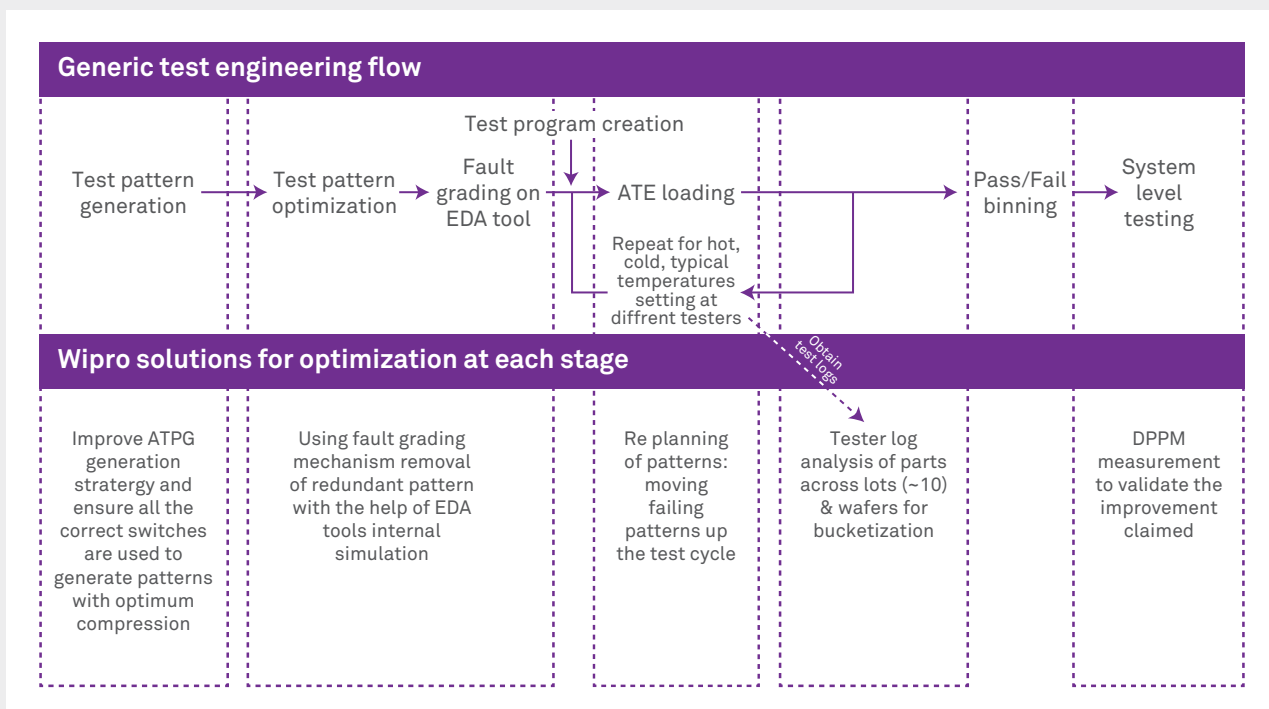 Generic test engineering flow
Test program creation
Test pattern
generation
Test pattern
optimization
Fault
grading on
EDA tool
ATE loading
Pass/Fail
binning
System
level
testing
Repeat for hot,
cold, typical
temperatures
setting at
diffrent testers
Obtain
test logs
Wipro solutions for optimization at each stage
Improve ATPG
generation
stratergy and
ensure all the
correct switches
are used to
generate patterns
with optimum
compression
Using fault grading
mechanism removal
of redundant pattern
with the help of EDA
tools internal
simulation
Re planning
of patterns:
moving
failing
patterns up
the test cycle
Tester log
analysis of parts
across lots (~10)
& wafers for
bucketization
DPPM
measurement
to validate the
improvement
claimed